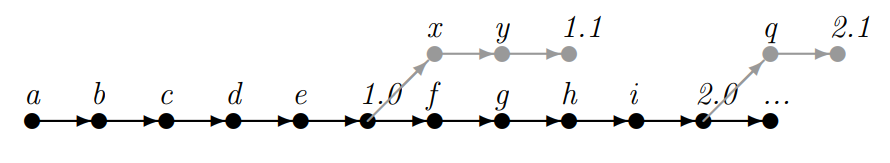 x y 1.1 q 2.1
a b c d e 1.0 f g h i 2.0 ...